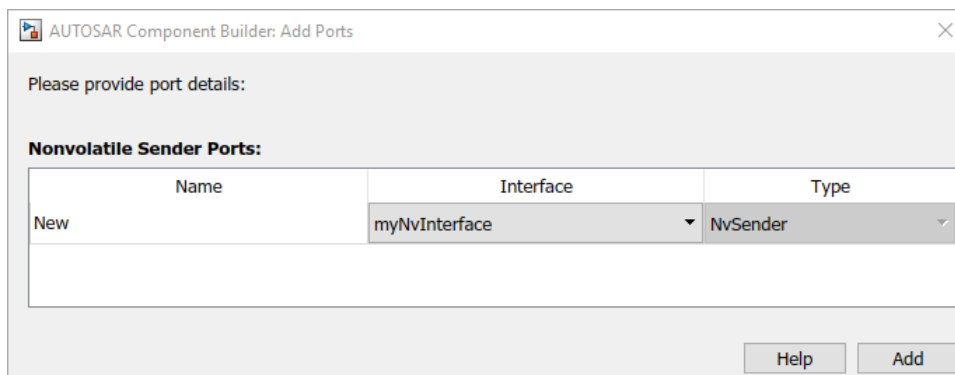 AUTOSAR Component Builder: Add Ports
Please provide port details:
Nonvolatile Sender Ports:
Name Interface Type
New myNvInterface NvSender
Help Add